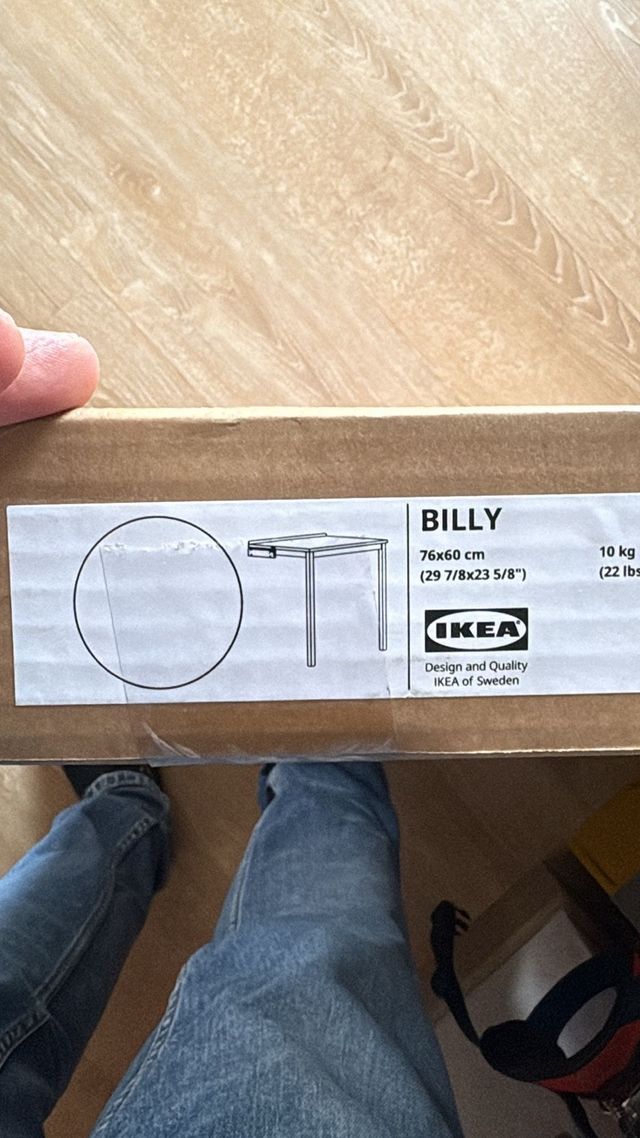 BILLY
76x60 cm
10 kg
(29 7/8x23 5/8")
(22 lbs
IKEA
Design and Quality
IKEA of Sweden